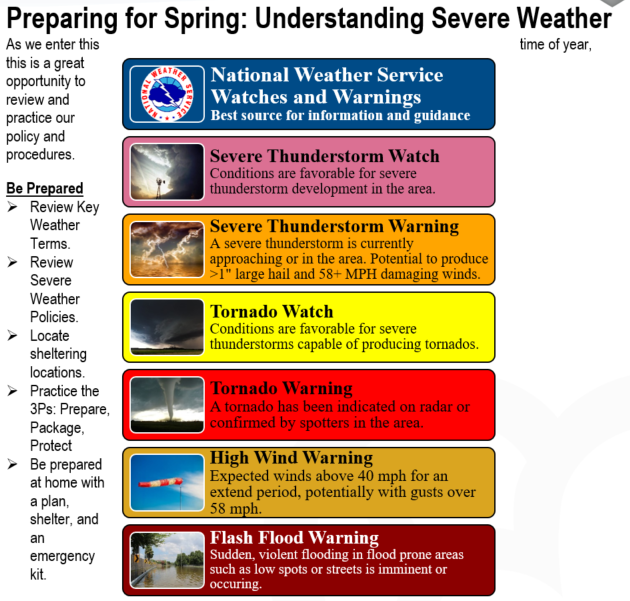 Preparing for Spring: Understanding Severe Weather
As we enter this
time of year,
this is a great
opportunity to
review and
practice our
policy and
procedures.
Be Prepared
➢ Review Key
Weather
Terms.
➢ Review
Severe
Weather
Policies.
➢ Locate
sheltering
locations.
➢ Practice the
3Ps: Prepare,
Package,
Protect
➢ Be prepared
at home with
a plan,
shelter, and
an
emergency
kit.
NATIONAL WEATHER SERVICE
National Weather Service
Watches and Warnings
Best source for information and guidance
Severe Thunderstorm Watch
Conditions are favorable for severe
thunderstorm development in the area.
Severe Thunderstorm Warning
A severe thunderstorm is currently
approaching or in the area. Potential to produce
>1" large hail and 58+ MPH damaging winds.
Tornado Watch
Conditions are favorable for severe
thunderstorms capable of producing tornados.
Tornado Warning
A tornado has been indicated on radar or
confirmed by spotters in the area.
High Wind Warning
Expected winds above 40 mph for an
extend period, potentially with gusts over
58 mph.
Flash Flood Warning
Sudden, violent flooding in flood prone areas
such as low spots or streets is imminent or
occuring.